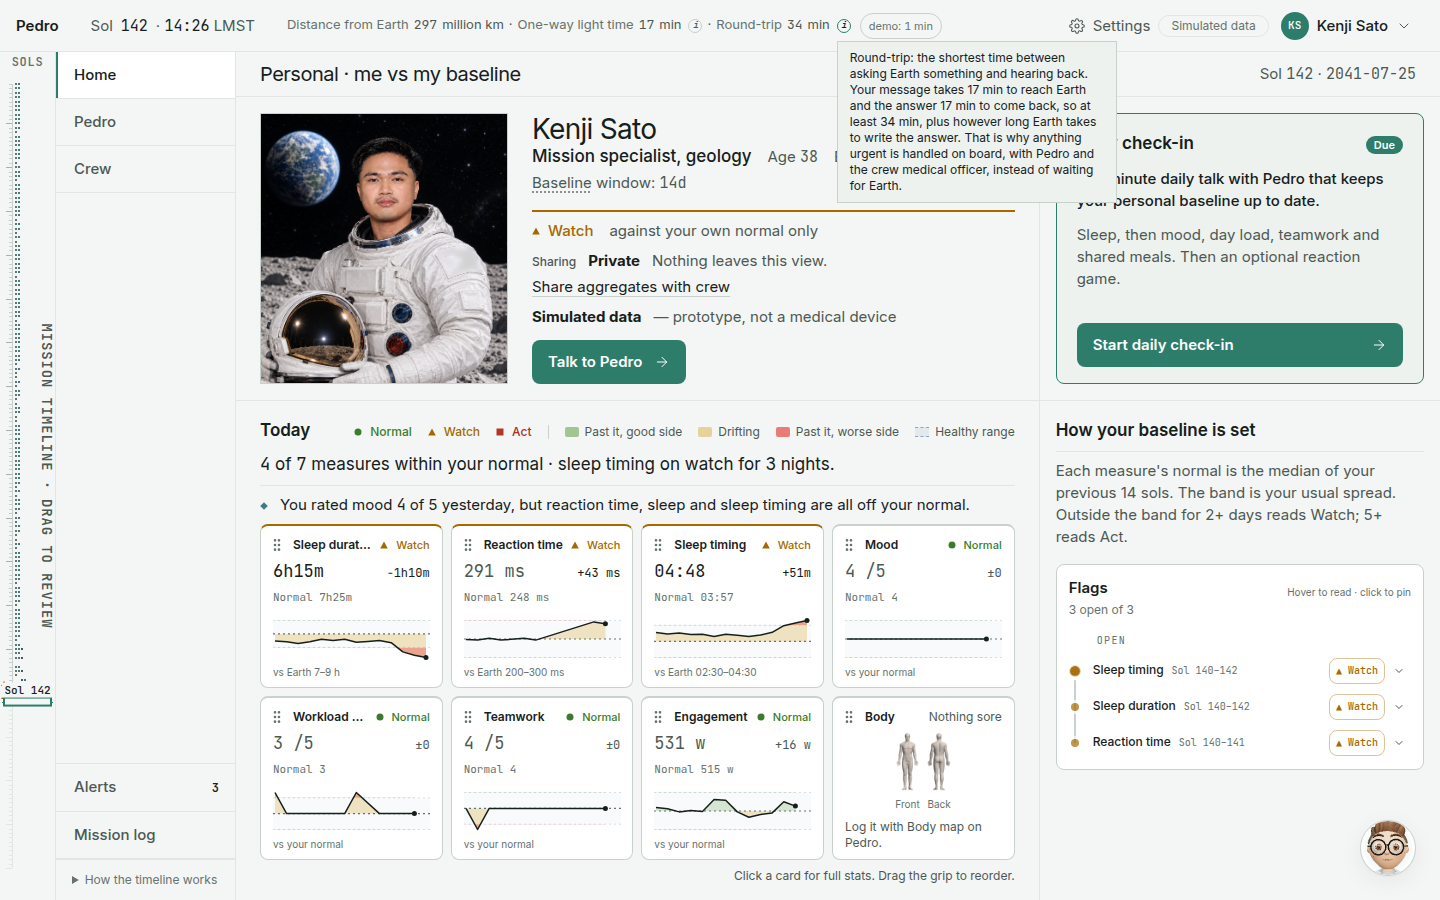 Pedro
Sol 142 · 14:26 LMST
Distance from Earth 297 million km · One-way light time 17 min i · Round-trip 34 min i
demo: 1 min
Settings
Simulated data
KS
Kenji Sato
SOLS
MISSION TIMELINE · DRAG TO REVIEW
Sol 142
Home
Pedro
Crew
Alerts 3
Mission log
How the timeline works
Personal · me vs my baseline
Sol 142 · 2041-07-25
Round-trip: the shortest time between
asking Earth something and hearing back.
Your message takes 17 min to reach Earth
and the answer 17 min to come back, so at
least 34 min, plus however long Earth takes
to write the answer. That is why anything
urgent is handled on board, with Pedro and
the crew medical officer, instead of waiting
for Earth.
Kenji Sato
Mission specialist, geology Age 38
Baseline window: 14d
Watch against your own normal only
Sharing Private Nothing leaves this view.
Share aggregates with crew
Simulated data — prototype, not a medical device
Talk to Pedro
check-in
Due
minute daily talk with Pedro that keeps
your personal baseline up to date.
Sleep, then mood, day load, teamwork and
shared meals. Then an optional reaction
game.
Start daily check-in
Today
Normal Watch Act Past it, good side Drifting Past it, worse side Healthy range
4 of 7 measures within your normal · sleep timing on watch for 3 nights.
You rated mood 4 of 5 yesterday, but reaction time, sleep and sleep timing are all off your normal.
Sleep durat... Watch
6h15m -1h10m
Normal 7h25m
vs Earth 7–9 h
Reaction time Watch
291 ms +43 ms
Normal 248 ms
vs Earth 200–300 ms
Sleep timing Watch
04:48 +51m
Normal 03:57
vs Earth 02:30–04:30
Mood Normal
4 /5 ±0
Normal 4
vs your normal
Workload ... Normal
3 /5 ±0
Normal 3
vs your normal
Teamwork Normal
4 /5 ±0
Normal 4
vs your normal
Engagement Normal
531 w +16 w
Normal 515 w
vs your normal
Body Nothing sore
Front Back
Log it with Body map on
Pedro.
Click a card for full stats. Drag the grip to reorder.
How your baseline is set
Each measure's normal is the median of your
previous 14 sols. The band is your usual spread.
Outside the band for 2+ days reads Watch; 5+
reads Act.
Flags
Hover to read · click to pin
3 open of 3
OPEN
Sleep timing Sol 140–142 Watch
Sleep duration Sol 140–142 Watch
Reaction time Sol 140–141 Watch